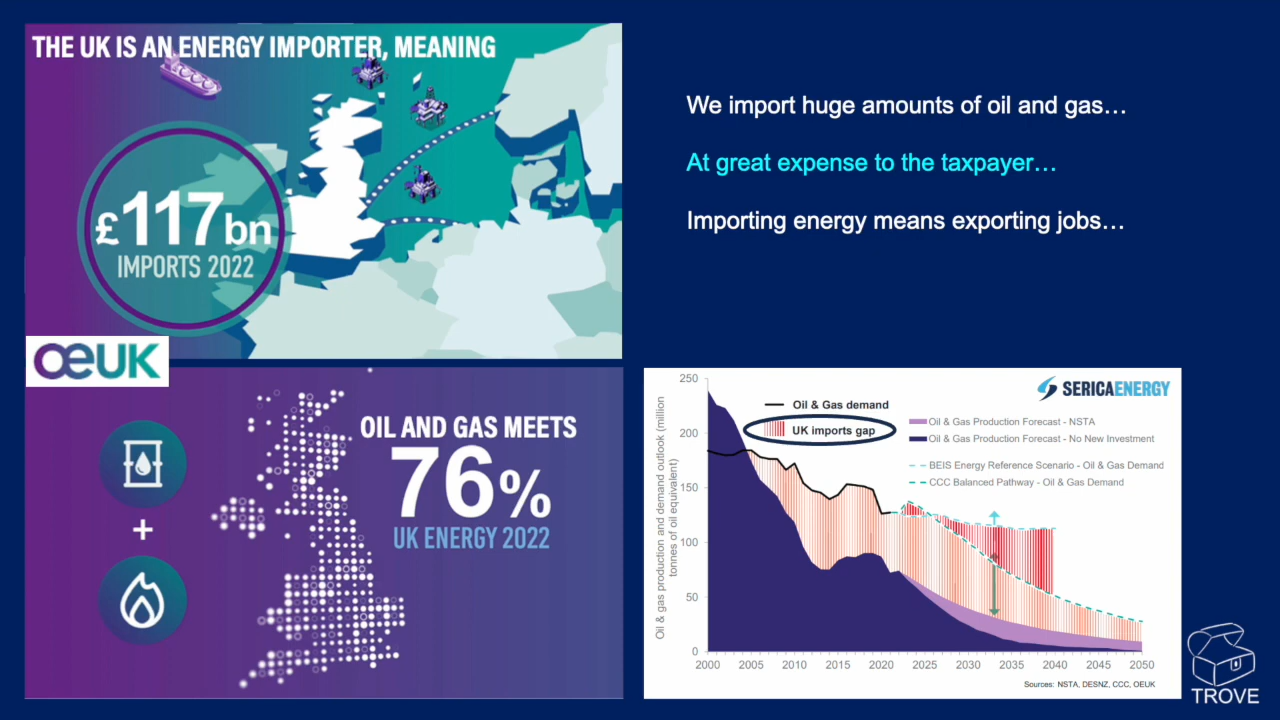 THE UK IS AN ENERGY IMPORTER, MEANING
£117bn
IMPORTS 2022
OEUK
OIL AND GAS MEETS
76%
UK ENERGY 2022
+
We import huge amounts of oil and gas…
At great expense to the taxpayer…
Importing energy means exporting jobs…
SERICAENERGY
Oil & gas production and demand outlook (million
tonnes of oil equivalent)
250
200
150
100
50
0
Oil & Gas demand
UK imports gap
Oil & Gas Production Forecast - NSTA
Oil & Gas Production Forecast - No New Investment
BEIS Energy Reference Scenario - Oil & Gas Demand
CCC Balanced Pathway - Oil & Gas Demand
2000 2005 2010 2015 2020 2025 2030 2035 2040 2045 2050
Sources: NSTA, DESNZ, CCC, OEUK
TROVE